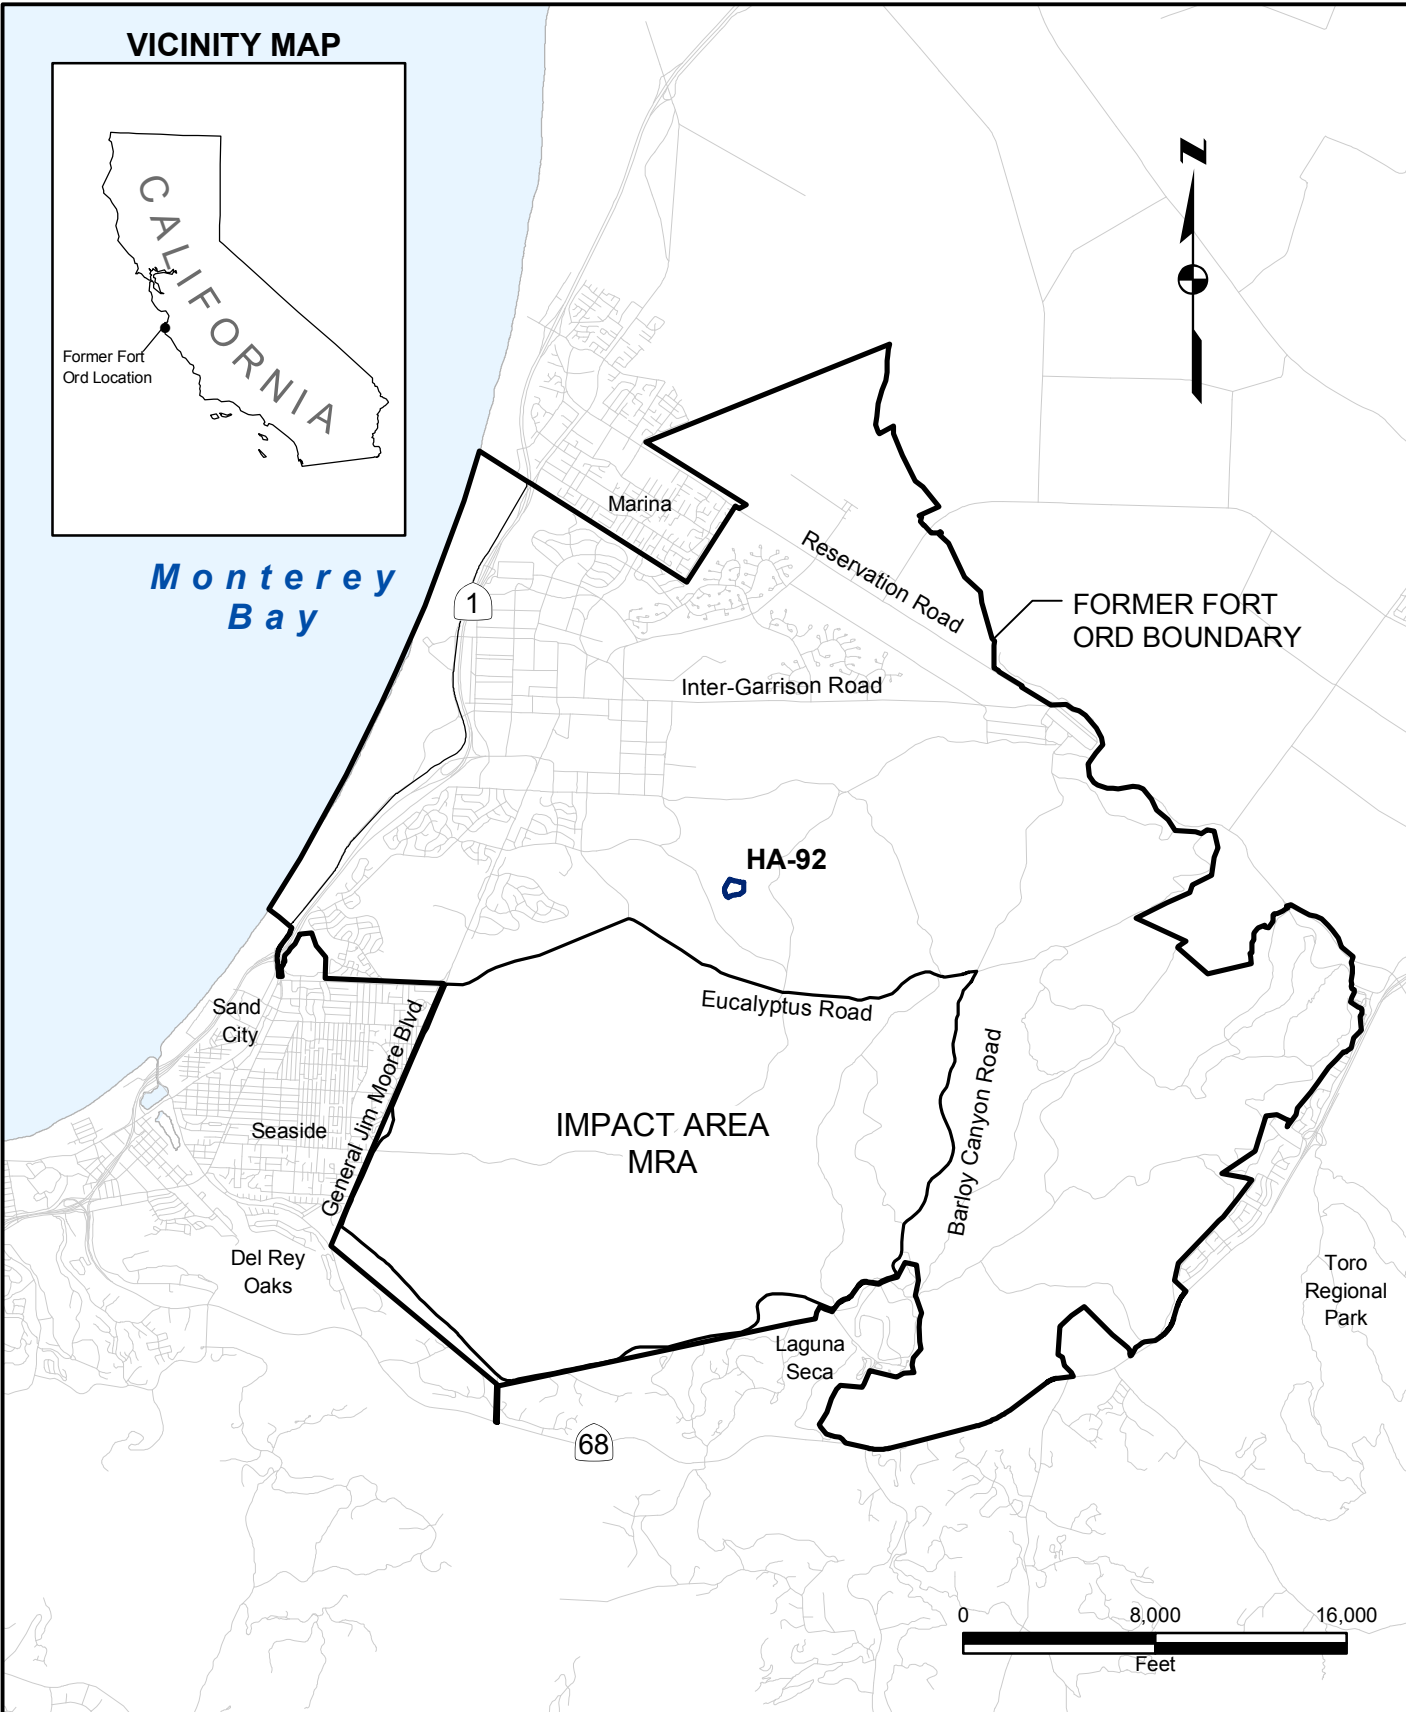 VICINITY MAP
CALIFORNIA
Former Fort
Ord Location
N
Monterey
Bay
1
Marina
Reservation Road
FORMER FORT
ORD BOUNDARY
Inter-Garrison Road
HA-92
Sand
City
General Jim Moore Blvd
Eucalyptus Road
Barloy Canyon Road
Seaside
IMPACT AREA
MRA
Del Rey
Oaks
Toro
Regional
Park
Laguna
Seca
68
0 8,000 16,000
Feet